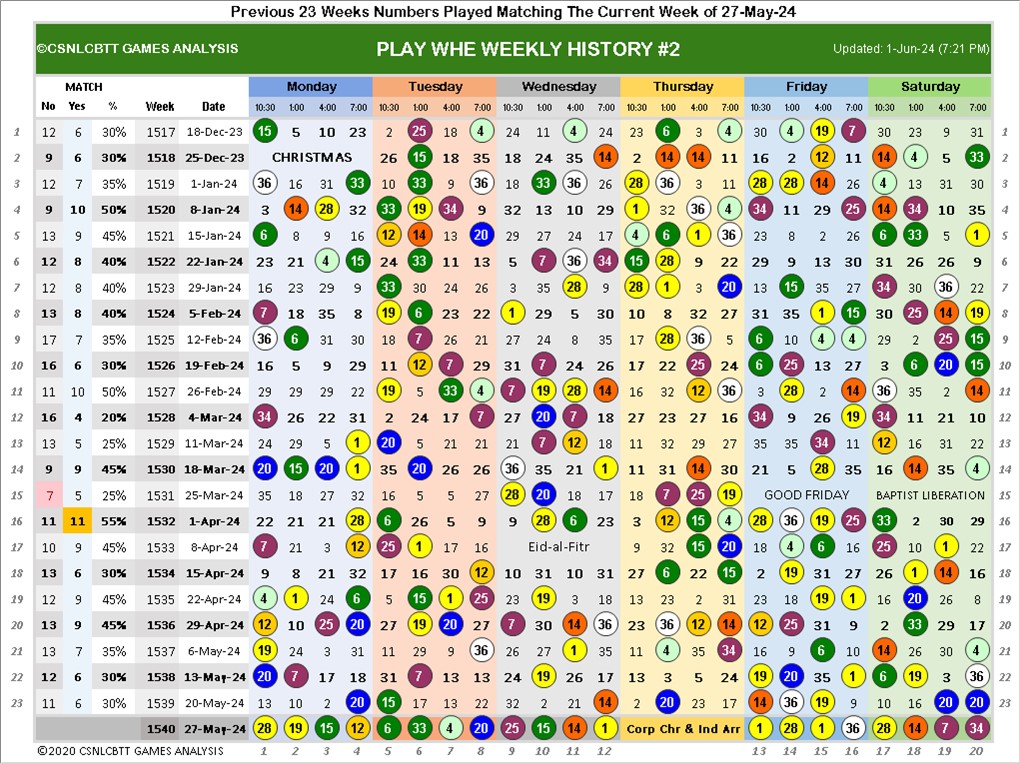 Previous 23 Weeks Numbers Played Matching The Current Week of 27-May-24
©CSNLCBTT GAMES ANALYSIS PLAY WHE WEEKLY HISTORY #2 Updated: 1-Jun-24 (7:21 PM)
MATCH Monday Tuesday Wednesday Thursday Friday Saturday
No Yes % Week Date 10:30 1:00 4:00 7:00 10:30 1:00 4:00 7:00 10:30 1:00 4:00 7:00 10:30 1:00 4:00 7:00 10:30 1:00 4:00 7:00 10:30 1:00 4:00 7:00
1 12 6 30% 1517 18-Dec-23 15 5 10 23 2 25 18 4 24 11 4 24 23 6 3 4 30 4 19 7 30 23 9 31 1
2 9 6 30% 1518 25-Dec-23 CHRISTMAS 26 15 18 35 18 24 35 14 2 14 14 11 16 2 12 11 14 4 5 33 2
3 12 7 35% 1519 1-Jan-24 36 16 31 33 10 33 9 36 18 33 36 26 28 36 3 11 28 28 14 26 4 13 31 30 3
4 9 10 50% 1520 8-Jan-24 3 14 28 32 33 19 34 9 32 13 10 29 1 32 36 4 34 11 29 25 14 34 10 35 4
5 13 9 45% 1521 15-Jan-24 6 8 9 16 12 14 13 20 29 27 24 17 4 6 1 36 23 8 2 26 6 33 5 1 5
6 12 8 40% 1522 22-Jan-24 23 21 4 15 24 33 11 13 5 7 36 34 15 28 9 22 29 9 13 30 31 26 26 9 6
7 12 8 40% 1523 29-Jan-24 16 23 29 9 33 30 24 26 3 35 28 9 28 1 3 20 13 15 35 27 34 30 36 22 7
8 13 8 40% 1524 5-Feb-24 7 18 35 8 19 6 23 22 1 29 5 30 10 8 32 27 31 35 1 15 30 25 14 19 8
9 17 7 35% 1525 12-Feb-24 36 6 31 30 18 7 21 21 27 24 8 35 17 28 36 5 6 10 4 4 29 2 25 15 9
10 16 6 30% 1526 19-Feb-24 16 5 9 29 11 12 7 29 31 7 24 26 17 22 25 24 6 25 13 27 3 6 20 15 10
11 11 10 50% 1527 26-Feb-24 29 29 29 22 19 5 33 4 7 19 28 14 16 32 12 36 3 28 2 14 36 35 2 14 11
12 16 4 20% 1528 4-Mar-24 34 26 22 31 2 24 17 7 27 20 7 18 27 23 27 16 34 9 26 19 34 11 21 10 12
13 13 5 25% 1529 11-Mar-24 24 29 5 1 20 5 21 21 21 7 12 18 11 32 29 27 35 35 34 11 12 16 31 22 13
14 9 9 45% 1530 18-Mar-24 20 15 20 1 35 20 26 26 36 35 21 1 11 31 14 30 21 5 28 35 16 14 35 4 14
15 7 5 25% 1531 25-Mar-24 35 18 27 32 16 5 5 27 28 20 18 17 18 7 25 19 GOOD FRIDAY BAPTIST LIBERATION 15
16 11 11 55% 1532 1-Apr-24 22 21 21 28 6 26 5 9 9 28 6 23 3 12 15 4 28 36 19 25 33 2 30 29 16
17 10 9 45% 1533 8-Apr-24 7 21 3 12 25 1 17 16 Eid-al-Fitr 9 32 15 20 18 4 6 16 25 10 1 22 17
18 13 6 30% 1534 15-Apr-24 9 8 21 32 17 16 30 12 10 31 10 31 27 6 22 15 2 19 31 27 26 1 14 16 18
19 12 9 45% 1535 22-Apr-24 4 1 24 6 5 15 1 25 23 19 3 18 13 23 2 31 23 18 19 1 16 20 26 8 19
20 13 9 45% 1536 29-Apr-24 12 10 25 20 27 19 20 27 7 30 14 36 23 36 12 14 12 25 31 9 2 33 29 17 20
21 13 7 35% 1537 6-May-24 19 24 3 31 11 29 9 36 27 26 1 35 11 4 35 34 16 9 6 10 14 26 30 4 21
22 12 6 30% 1538 13-May-24 20 7 17 18 31 7 13 13 24 19 26 17 13 3 5 24 19 20 35 1 6 19 3 36 22
23 11 6 30% 1539 20-May-24 13 10 2 20 15 17 13 22 8 3 32 14 2 20 23 17 14 36 19 9 10 16 20 20 23
1540 27-May-24 28 19 15 12 6 33 4 20 25 15 14 1 Corp Chr & Ind Arr 1 28 1 36 28 14 7 34
©2020 CSNLCBTT GAMES ANALYSIS 1 2 3 4 5 6 7 8 9 10 11 12 13 14 15 16 17 18 19 20